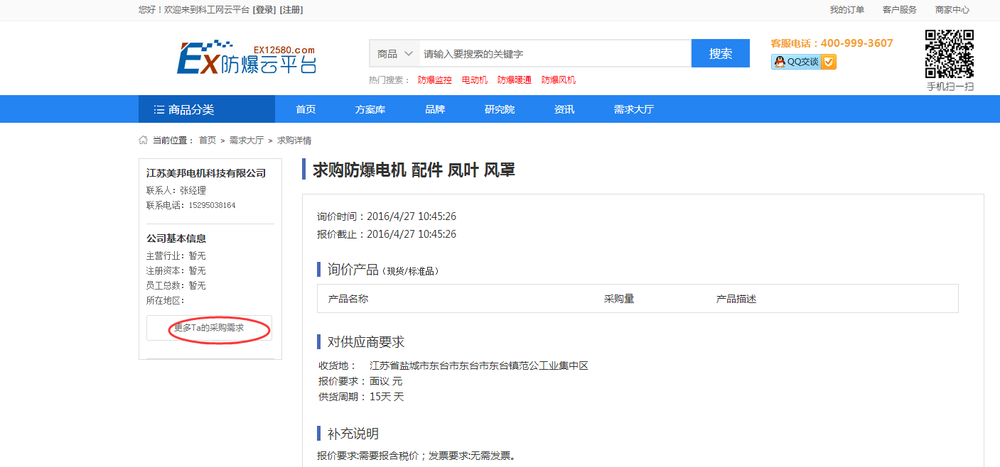 您好！欢迎来到科工网云平台 [登录] [注册]
我的订单 客户服务 商家中心
EX12580.com
Ex防爆云平台
商品 请输入要搜索的关键字 搜索
热门搜索： 防爆监控 电动机 防爆暖通 防爆风机
客服电话：400-999-3607
QQ交谈
手机扫一扫
商品分类 首页 方案库 品牌 研究院 资讯 需求大厅
当前位置： 首页 > 需求大厅 > 求购详情
江苏美邦电机科技有限公司
联系人：张经理
联系电话：15295038164
公司基本信息
主营行业：暂无
注册资本：暂无
员工总数：暂无
所在地区：
更多Ta的采购需求
求购防爆电机 配件 凤叶 风罩
询价时间：2016/4/27 10:45:26
报价截止：2016/4/27 10:45:26
询价产品（现货/标准品）
产品名称 采购量 产品描述
对供应商要求
收货地： 江苏省盐城市东台市东台市东台镇范公工业集中区
报价要求：面议 元
供货周期：15天 天
补充说明
报价要求:需要报含税价；发票要求:无需发票。